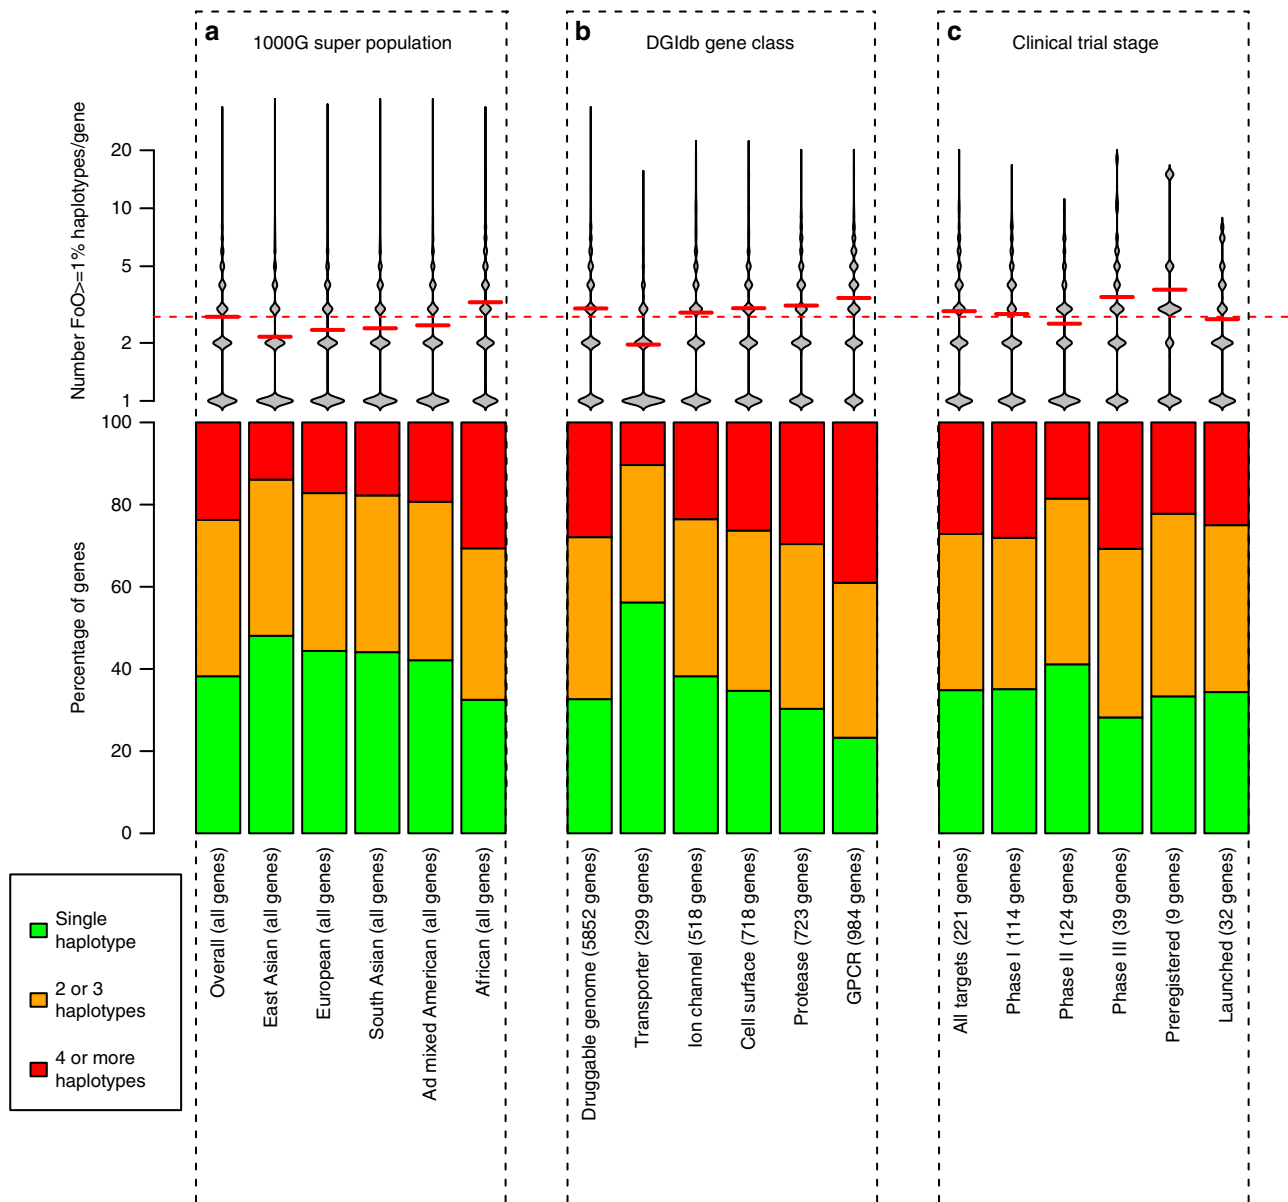 a
1000G super population
b
DGIdb gene class
c
Clinical trial stage
Number FoO>=1% haplotypes/gene
20
10
5
2
1
Percentage of genes
100
80
60
40
20
0
Overall (all genes)
East Asian (all genes)
European (all genes)
South Asian (all genes)
Ad mixed American (all genes)
African (all genes)
Druggable genome (5852 genes)
Transporter (299 genes)
Ion channel (518 genes)
Cell surface (718 genes)
Protease (723 genes)
GPCR (984 genes)
All targets (221 genes)
Phase I (114 genes)
Phase II (124 genes)
Phase III (39 genes)
Preregistered (9 genes)
Launched (32 genes)
Single
haplotype
2 or 3
haplotypes
4 or more
haplotypes